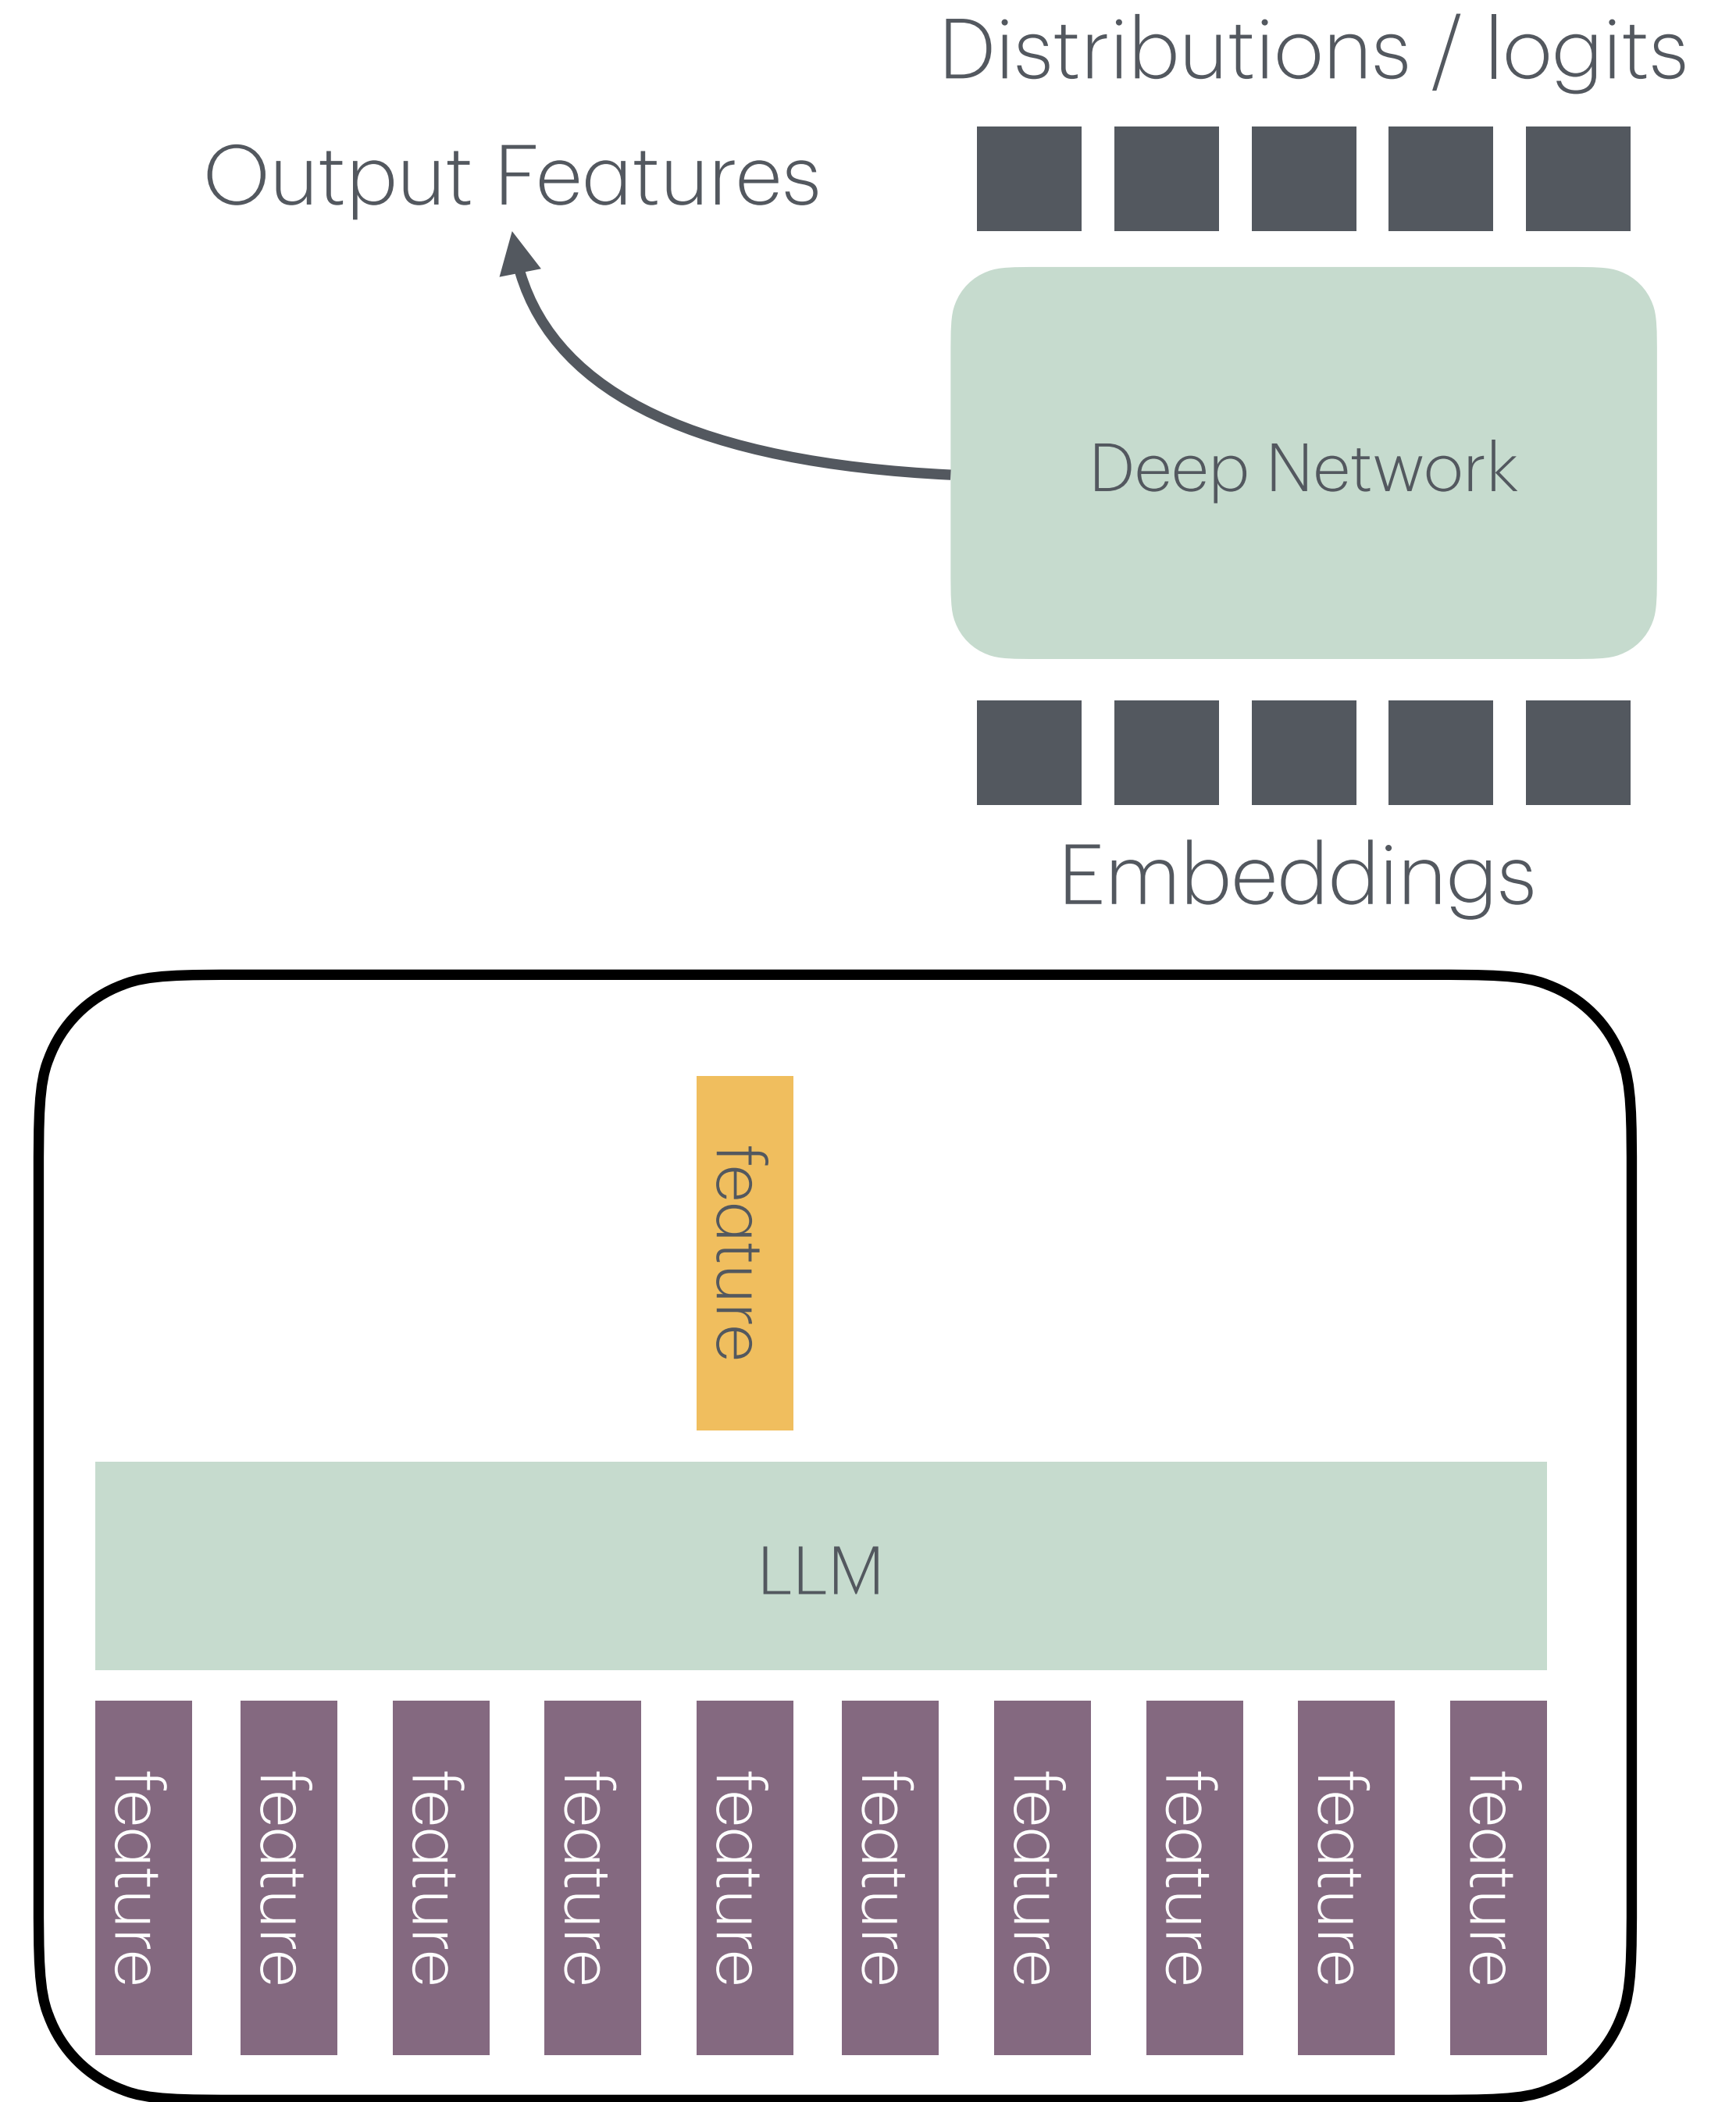 Distributions / logits
Output Features
Deep Network
Embeddings
feature
LLM
feature
feature
feature
feature
feature
feature
feature
feature
feature
feature